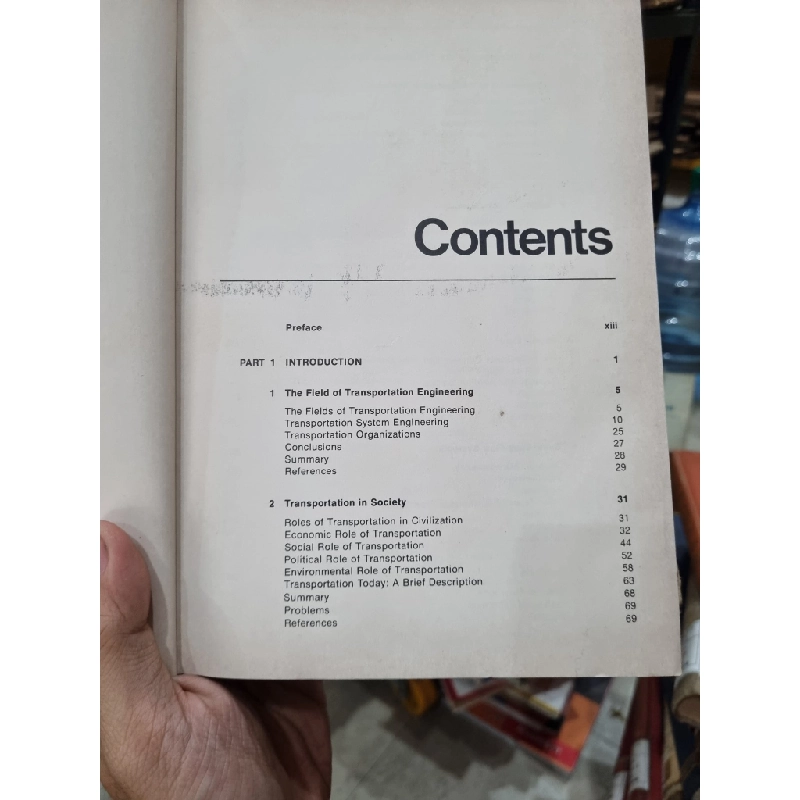 Contents
Preface xiii
PART 1 INTRODUCTION 1
1 The Field of Transportation Engineering 5
The Fields of Transportation Engineering 5
Transportation System Engineering 10
Transportation Organizations 25
Conclusions 27
Summary 28
References 29
2 Transportation in Society 31
Roles of Transportation in Civilization 31
Economic Role of Transportation 32
Social Role of Transportation 44
Political Role of Transportation 52
Environmental Role of Transportation 58
Transportation Today: A Brief Description 63
Summary 68
Problems 69
References 69